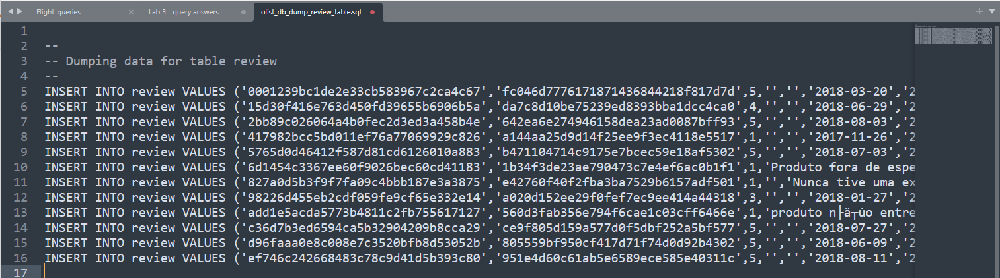 Flight-queries
Lab 3 - query answers
olist_db_dump_review_table.sql
1
2 --
3 -- Dumping data for table review
4 --
5 INSERT INTO review VALUES ('0001239bc1de2e33cb583967c2ca4c67','fc046d7776171871436844218f817d7d',5,'','','2018-03-20','2
6 INSERT INTO review VALUES ('15d30f416e763d450fd39655b6906b5a','da7c8d10be75239ed8393bba1dcc4ca0',4,'','','2018-06-29','2
7 INSERT INTO review VALUES ('2bb89c026064a4b0fec2d3ed3a458b4e','642ea6e274946158dea23ad0087bff93',5,'','','2018-08-03','2
8 INSERT INTO review VALUES ('417982bcc5bd011ef76a77069929c826','a144aa25d9d14f25ee9f3ec4118e5517',1,'','','2017-11-26','2
9 INSERT INTO review VALUES ('5765d0d46412f587d81cd6126010a883','b471104714c9175e7bcec59e18af5302',5,'','','2018-07-03','2
10 INSERT INTO review VALUES ('6d1454c3367ee60f9026bec60cd41183','1b34f3de23ae790473c7e4ef6ac0b1f1',1,'Produto fora de espe
11 INSERT INTO review VALUES ('827a0d5b3f9f7fa09c4bbb187e3a3875','e42760f40f2fba3ba7529b6157adf501',1,'','Nunca tive uma ex
12 INSERT INTO review VALUES ('98226d455eb2cdf059fe9cf65e332e14','a020d152ee29f0fef7ec9ee414a44318',3,'','','2018-01-27','2
13 INSERT INTO review VALUES ('add1e5acda5773b4811c2fb755617127','560d3fab356e794f6cae1c03cff6466e',1,'produto n├â┬úo entre
14 INSERT INTO review VALUES ('c36d7b3ed6594ca5b32904209b8cca29','ce9f805d159a577d0f5dbf252a5bf577',5,'','','2018-07-27','2
15 INSERT INTO review VALUES ('d96faaa0e8c008e7c3520bfb8d53052b','805559bf950cf417d71f74d0d92b4302',5,'','','2018-06-09','2
16 INSERT INTO review VALUES ('ef746c242668483c78c9d41d5b393c80','951e4d60c61ab5e6589ece585e40311c',5,'','','2018-08-11','2
17